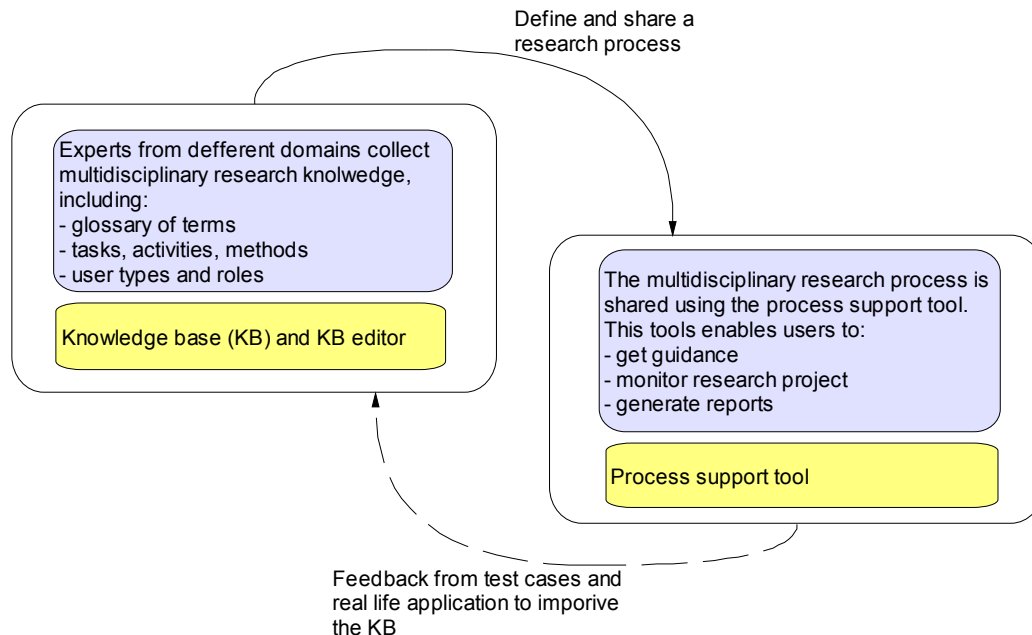 Define and share a
research process
Experts from defferent domains collect
multidisciplinary research knolwedge,
including:
- glossary of terms
- tasks, activities, methods
- user types and roles
Knowledge base (KB) and KB editor
The multidisciplinary research process is
shared using the process support tool.
This tools enables users to:
- get guidance
- monitor research project
- generate reports
Process support tool
Feedback from test cases and
real life application to imporive
the KB